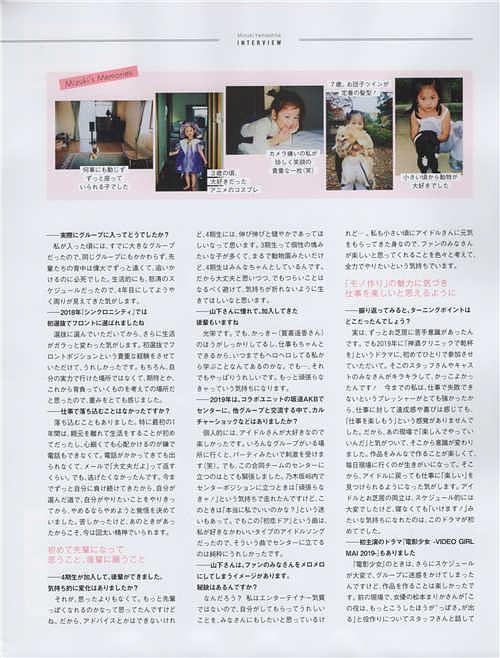 Mizuki Yamashita
INTERVIEW
Mizuki's Memories
何事にも動じず
ずっと座って
いられる子でした
3歳の頃、
大好きだった
アニメのコスプレ
カメラ嫌いの私が
珍しく笑顔の
貴重な一枚(笑)
7歳。お団子ツインが
定番の髪型!
小さい頃から動物が
大好きでした
――実際にグループに入ってどうでしたか?
私が入った頃には、すでに大きなグループ
だったので、同じグループにもかかわらず、先
輩たちの背中は偉大でずっと遠くて、追いか
けるのに必死でした。生活的にも、怒涛のス
ケジュールだったので、4年目にしてようや
く周りが見えてきた気がします。
――2018年「シンクロニシティ」では
初選抜でフロントに選ばれましたね
選抜に選んでいただいてから、さらに生活
がガラっと変わった気がします。初選抜でフ
ロントポジションという貴重な経験をさせて
いただけて、うれしかったです。もちろん、自
分の実力で行けた場所ではなくて、期待とか、
これから背負っていくものを考えての場所だ
と思ったので、重みをとても感じました。
――仕事で落ち込むことはなかったですか?
落ち込むこともありました。特に最初の1
年間は、親元を離れて生活をすることが初め
てだったし、心細くても心配かけるのが嫌で
電話もできなくて。電話がかかってきても出
られなくて、メールで「大丈夫だよ」って返す
くらい。でも、逃げたくなかったんです。今ま
でずっと自分に負け続けてきたから、自分が
選んだ道で、自分がやりたいことをやりきっ
てから、やめるならやめようと覚悟を決めて
いました。苦しかったけど、あのときがあっ
たからこそ、今は図太い精神でいられます。
初めて先輩になって
思うこと、後輩に願うこと
――4期生が加入して、後輩ができました。
気持ち的に変化はありましたか?
それが、思ったよりもなくて。もっと先輩
っぽくなれるのかなって思ってたんですけど
ね。だから、アドバイスとかはできないけれ
ど、4期生には、伸び伸びと健やかであってほ
しいなって思います。3期生って個性の塊み
たいな子が多くて、まるで動物園みたいだけ
ど、4期生はみんなちゃんとしているんです。
だから大丈夫と思いつつ、でもつらいことは
なるべく避けて、気持ちが折れないように生
きてほしいなと思います。
――山下さんに憧れて、加入してきた
後輩もいますね
光栄です。でも、かっきー(賀喜遥香さん)
のほうがしっかりしてるし、仕事もちゃんと
できるから、いつまでもヘロヘロしてる私か
ら学ぶことなんてあるのかな。でも…、それ
でもやっぱりうれしいです。もっと頑張らな
きゃっていう気持ちになります。
――2019年は、コラボユニットの坂道AKBで
センターに。他グループと交流する中で、カル
チャーショックなどはありましたか?
個人的には、アイドルさんが大好きなので
楽しかったです。いろんなグループがいる場
所に行くと、パーティみたいで刺激を受けま
す(笑)。でも、この合同チームのセンターに
立つのはとても緊張しました。乃木坂46内で
センターポジションに立つときは「頑張らな
きゃ!」という気持ちで走れたんですけど、こ
のときは「本当に私でいいのかな?」という迷
いもあって。でもこの「初恋ドア」という曲は、
私が好きなかわいいタイプのアイドルソング
だったので、そういう曲でセンターに立てる
のは純粋にうれしかったです。
――山下さんは、ファンのみなさんをメロメロ
にしてしまうイメージがあります。
秘訣はあるんですか?
なんだろう? 私はエンターテイナー気質
ではないので、自分がしてもらってうれしい
ことを、みなさんにもしたいと思っているけ
れど…。私も小さい頃にアイドルさんに元気
をもらってきた身なので、ファンのみなさん
が楽しいと思ってくれることを色々と考えて、
全力でやりたいという気持ちでいます。
「モノ作り」の魅力に気づき
仕事を楽しいと思えるように
――振り返ってみると、ターニングポイントは
どこだったでしょう?
実は、ずっとお芝居に苦手意識があったん
です。でも2019年に「神酒クリニックで乾杯
を」というドラマに、初めてひとりで参加させ
ていただいて。そこのスタッフさんやキャス
トのみなさんがキラキラして、かっこよかっ
たんです! 今までの私は、仕事で失敗でき
ないというプレッシャーがとても強かったか
ら、仕事に対して達成感や喜びは感じても、
「仕事を楽しもう」という感覚がありませんで
した。だから、あの現場で「楽しんでやってい
いんだ」と気がついて、そこから意識が変わり
ました。作品をみんなで作ることが楽しくて、
毎日現場に行くのが生きがいになって。そこ
から、アイドルに戻っても仕事に「楽しい」を
見つけられるようになった気がします。アイ
ドルとお芝居の両立は、スケジュール的には
大変でしたけど、寝なくても「いけます!」み
たいな気持ちになれたのは、このドラマが初
めてでした。
――初主演のドラマ「電影少女 -VIDEO GIRL
MAI 2019-」もありました
「電影少女」のときは、さらにスケジュール
が大変で、グループに迷惑をかけてしまった
んですけど、作品を作ることは楽しかったで
す。前の現場で、女優の松本まりかさんが「こ
の役は、もっとこうしたほうが“っぽさ”が出
る」と役作りについてスタッフさんと話して